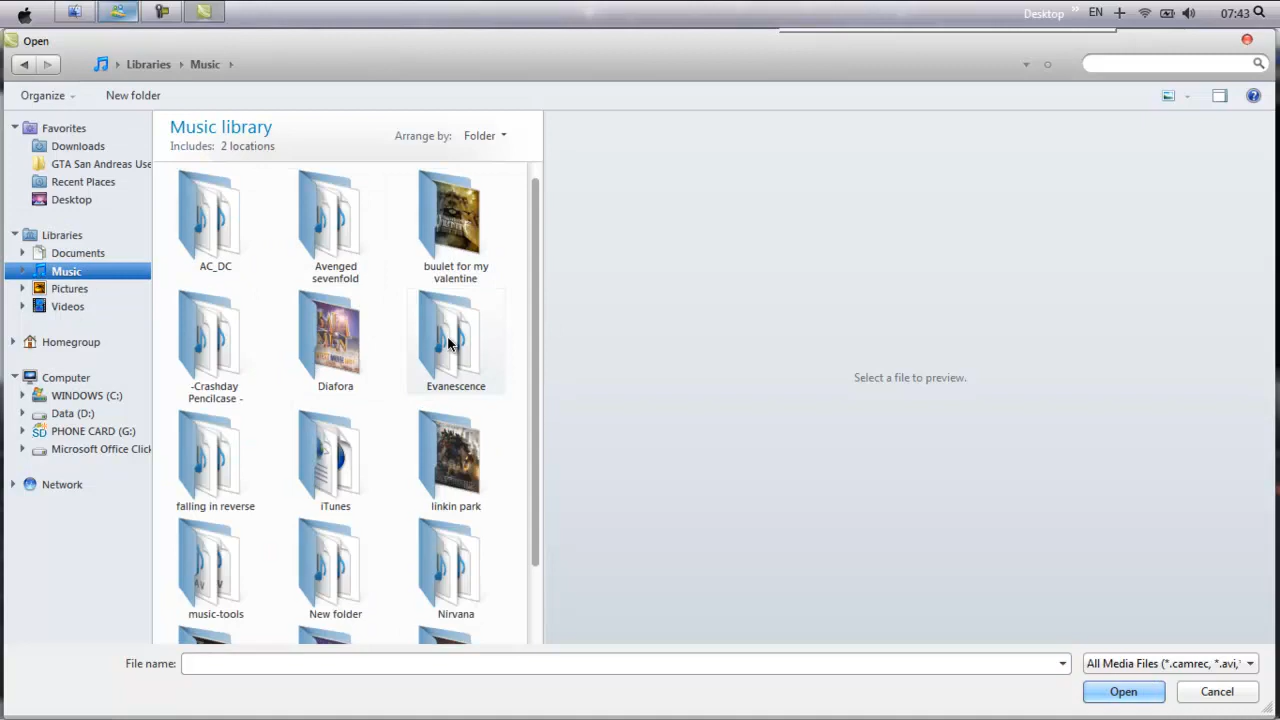 Desktop » EN 07:43
Open
Libraries Music
Organize New folder
Favorites
Downloads
GTA San Andreas Use
Recent Places
Desktop
Libraries
Documents
Music
Pictures
Videos
Homegroup
Computer
WINDOWS (C:)
Data (D:)
PHONE CARD (G:)
Microsoft Office Click
Network
Music library
Includes: 2 locations
Arrange by: Folder
AC_DC
Avenged
sevenfold
buulet for my
valentine
-Crashday
Pencilcase -
Diafora
Evanescence
falling in reverse
iTunes
linkin park
music-tools
New folder
Nirvana
Select a file to preview.
File name:
All Media Files (*.camrec, *.avi,*
Open Cancel